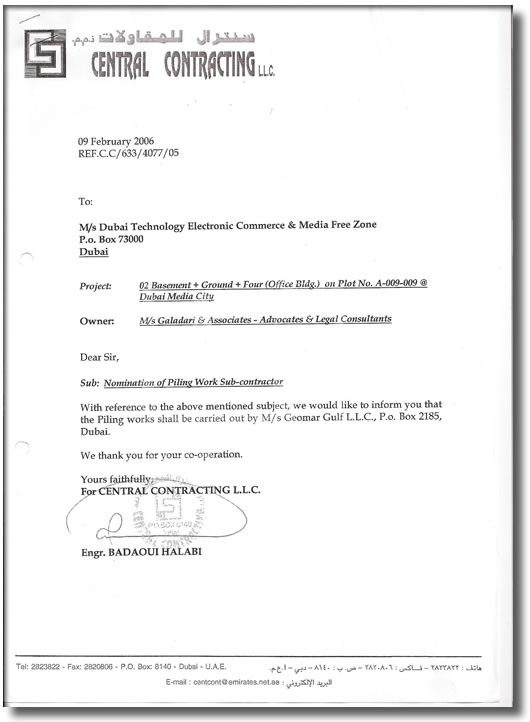 سنترال للمقاولات ذ.م.م.
CENTRAL CONTRACTING L.L.C.
09 February 2006
REF.C.C/633/4077/05
To:
M/s Dubai Technology Electronic Commerce & Media Free Zone
P.o. Box 73000
Dubai
Project: 02 Basement + Ground + Four (Office Bldg.) on Plot No. A-009-009 @
Dubai Media City
Owner: M/s Galadari & Associates - Advocates & Legal Consultants
Dear Sir,
Sub: Nomination of Piling Work Sub-contractor
With reference to the above mentioned subject, we would like to inform you that
the Piling works shall be carried out by M/s Geomar Gulf L.L.C., P.o. Box 2185,
Dubai.
We thank you for your co-operation.
Yours faithfully,
For CENTRAL CONTRACTING L.L.C.
P.O.BOX 8140
Engr. BADAOUI HALABI
Tel: 2823822 - Fax: 2820806 - P.O. Box: 8140 - Dubai - U.A.E.
هاتف : ٢٨٢٣٨٢٢ - فــاكـس : ٢٨٢٠٨٠٦ - ص.ب : ٨١٤٠ - دبي - إ.ع.م.
E-mail : centcont@emirates.net.ae : البريد الإلكتروني